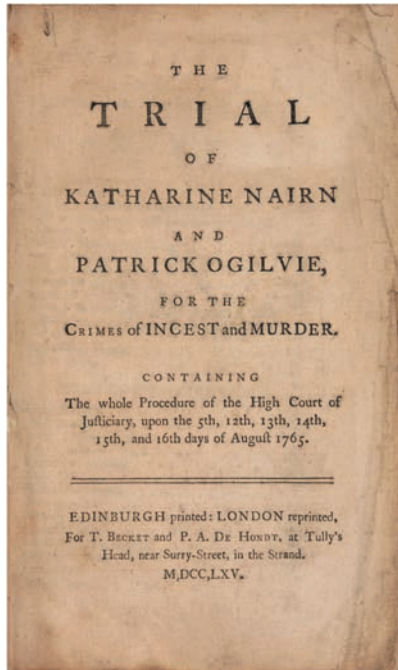 THE
TRIAL
OF
KATHARINE NAIRN
AND
PATRICK OGILVIE,
FOR THE
CRIMES of INCEST and MURDER.
CONTAINING
The whole Procedure of the High Court of
Juſticiary, upon the 5th, 12th, 13th, 14th,
15th, and 16th days of Auguſt 1765.
EDINBURGH printed: LONDON reprinted,
For T. BECKET and P. A. DE HONDT, at Tully's
Head, near Surry-Street, in the Strand.
M,DCC,LXV.